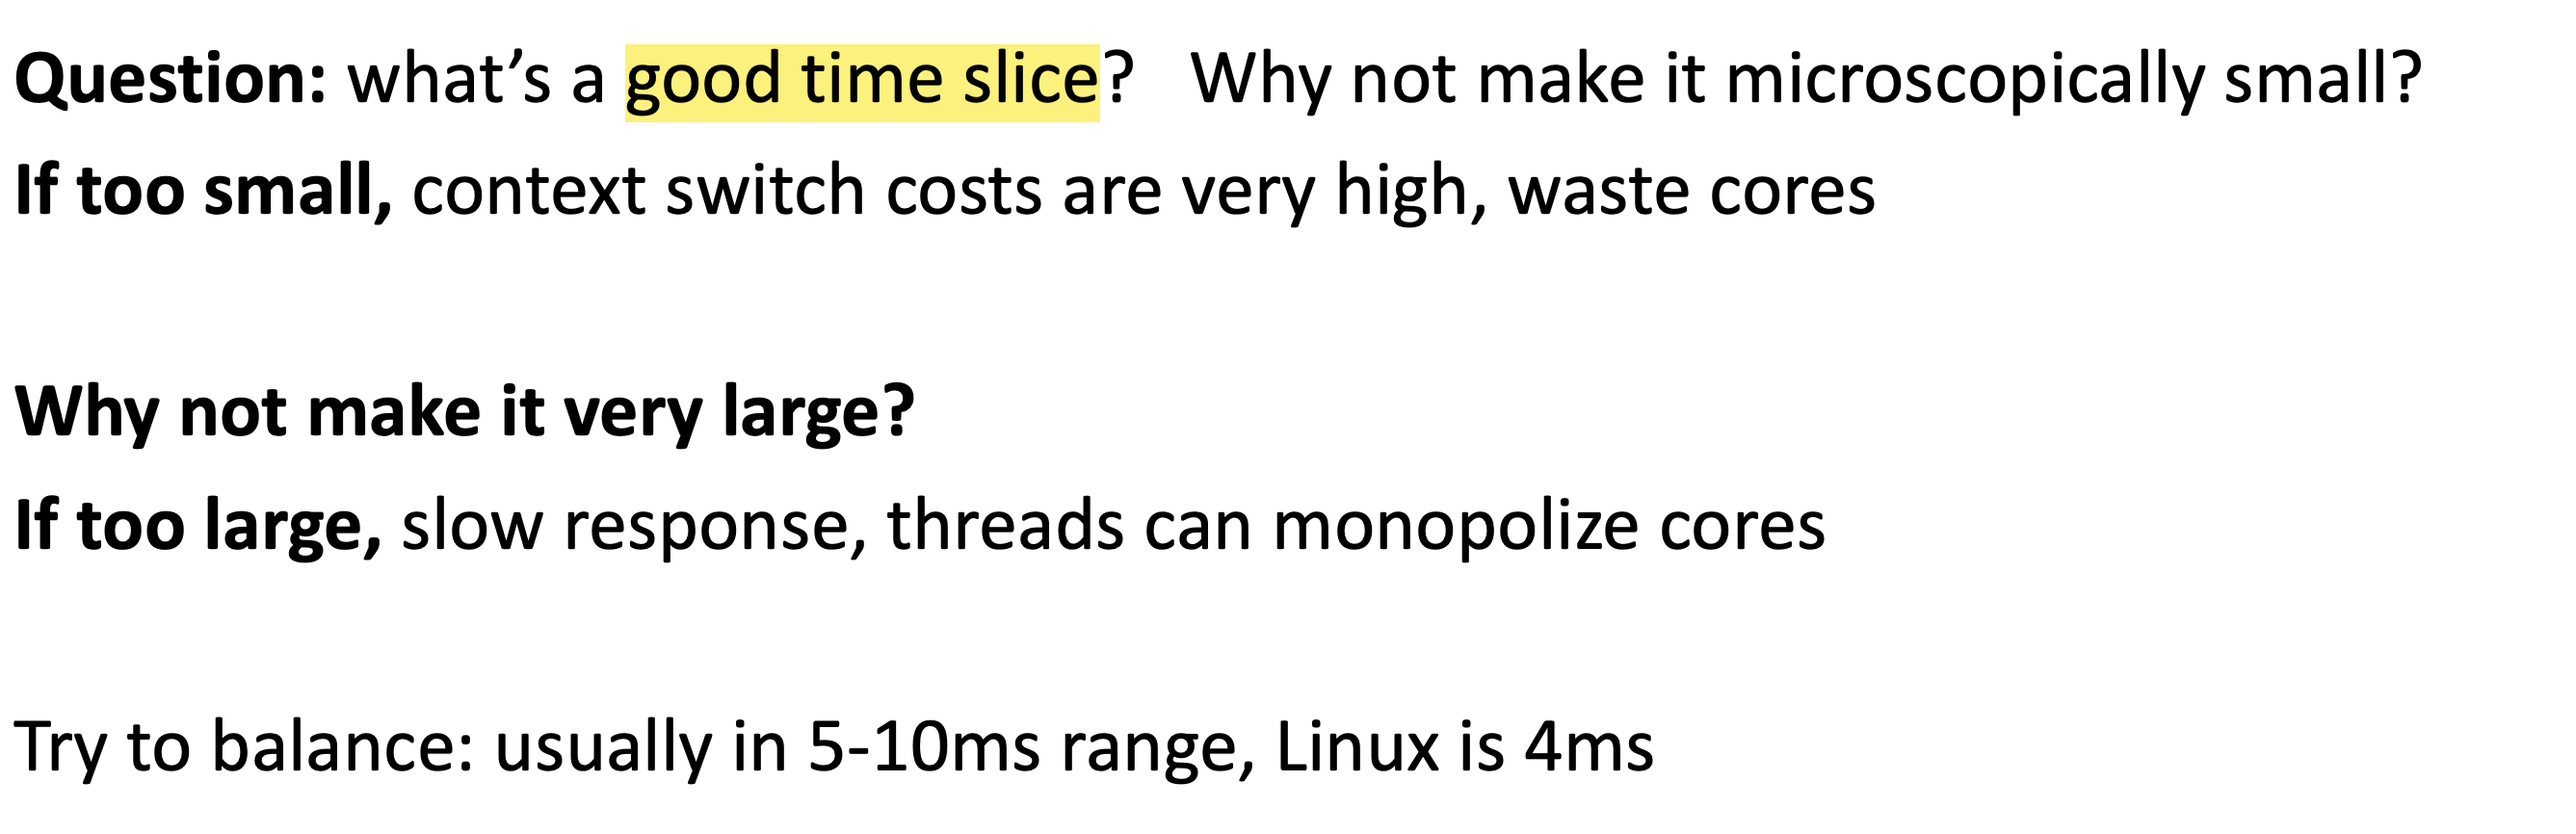 Question: what’s a good time slice? Why not make it microscopically small?
If too small, context switch costs are very high, waste cores
Why not make it very large?
If too large, slow response, threads can monopolize cores
Try to balance: usually in 5-10ms range, Linux is 4ms